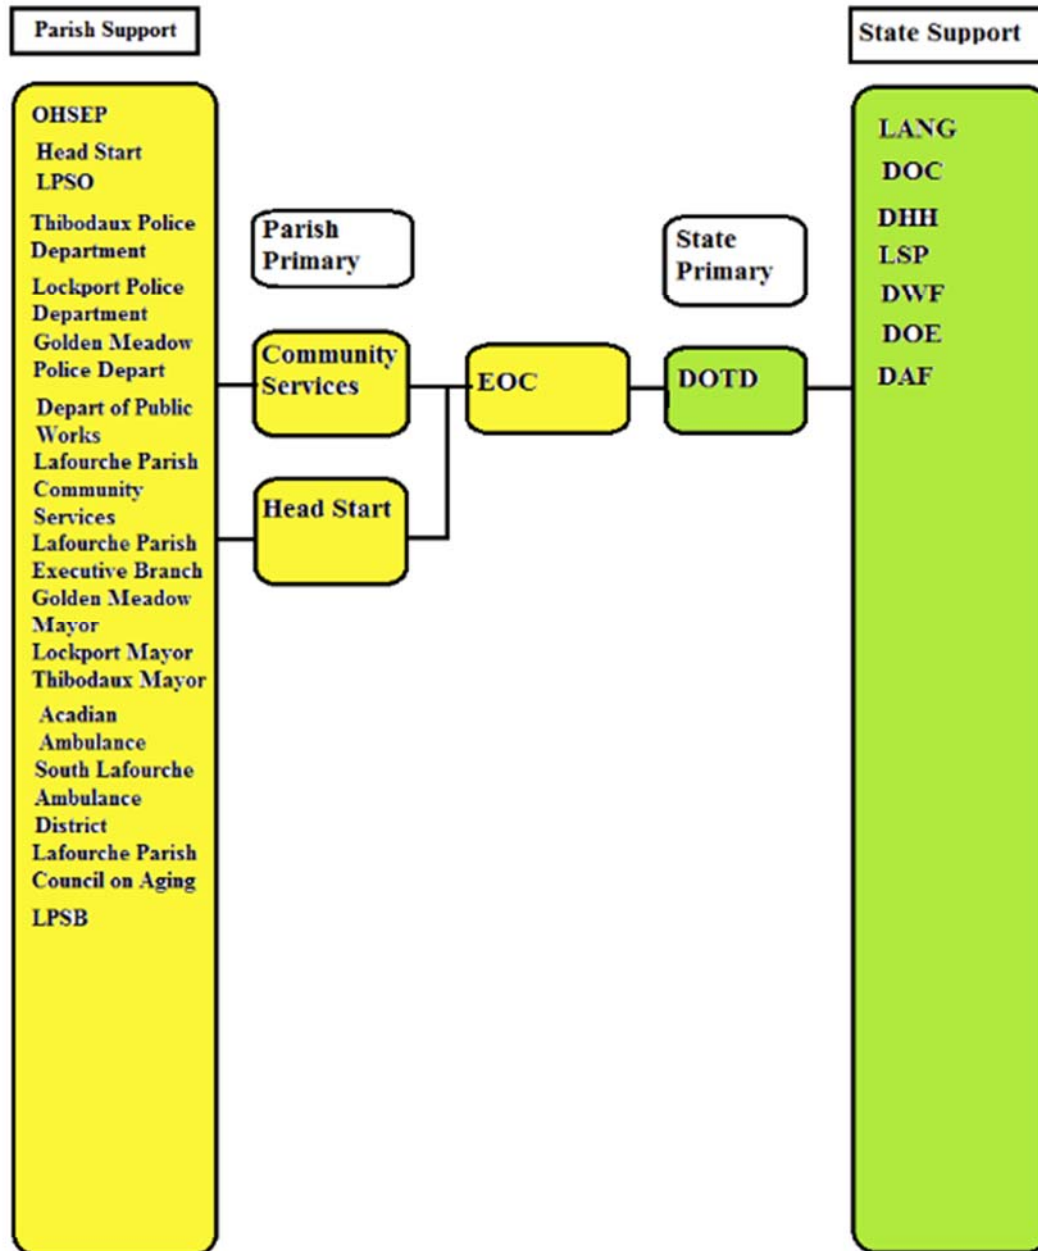 Parish Support
OHSEP
Head Start
LPSO
Thibodaux Police
Department
Lockport Police
Department
Golden Meadow
Police Depart
Depart of Public
Works
Lafourche Parish
Community
Services
Lafourche Parish
Executive Branch
Golden Meadow
Mayor
Lockport Mayor
Thibodaux Mayor
Acadian
Ambulance
South Lafourche
Ambulance
District
Lafourche Parish
Council on Aging
LPSB
Parish
Primary
Community
Services
Head Start
EOC
State
Primary
DOTD
State Support
LANG
DOC
DHH
LSP
DWF
DOE
DAF